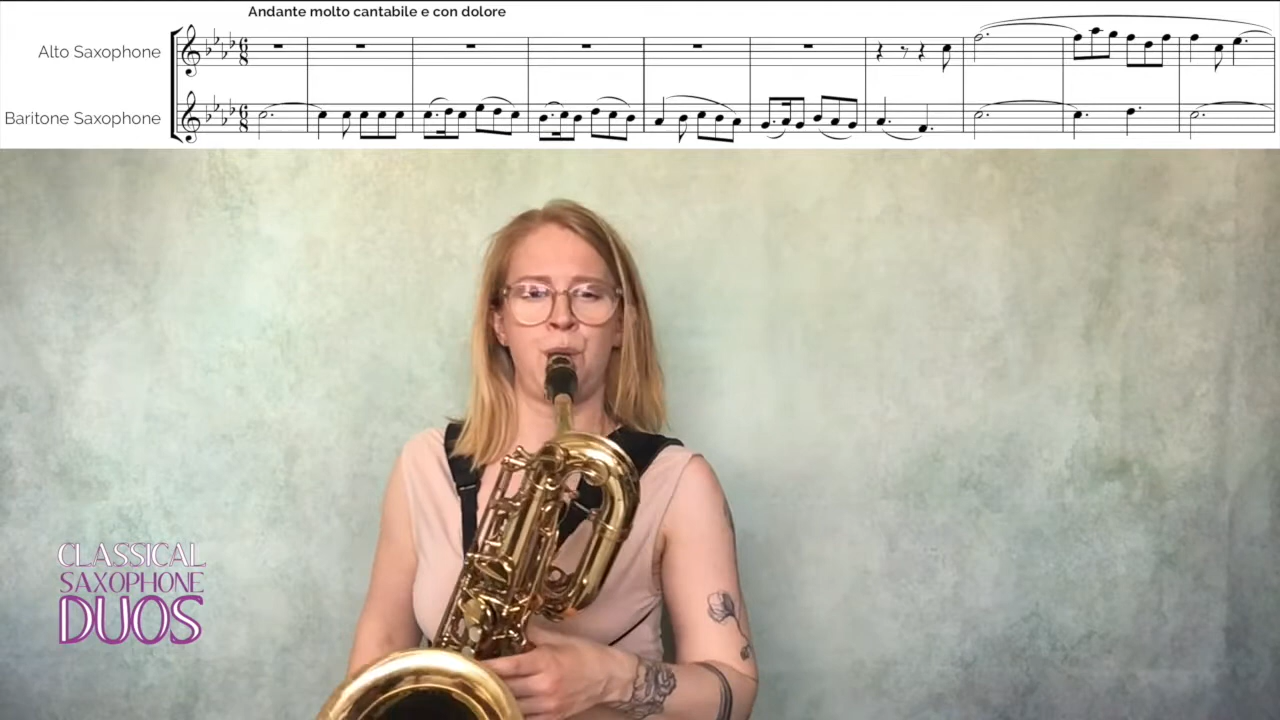 Andante molto cantabile e con dolore
Alto Saxophone
Baritone Saxophone
CLASSICAL
SAXOPHONE
DUOS